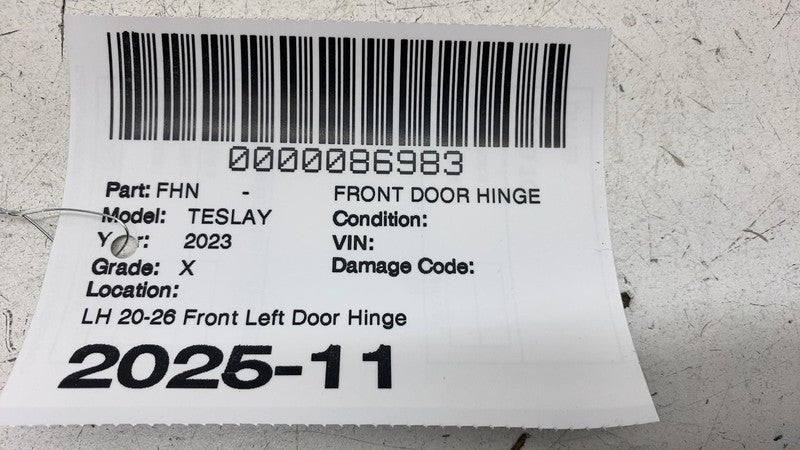 0000086983
Part: FHN - FRONT DOOR HINGE
Model: TESLAY Condition:
Year: 2023 VIN:
Grade: X Damage Code:
Location:
LH 20-26 Front Left Door Hinge
2025-11